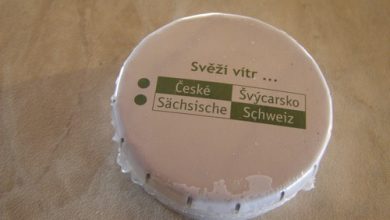 Svěží vítr ...
České Švýcarsko
Sächsische Schweiz